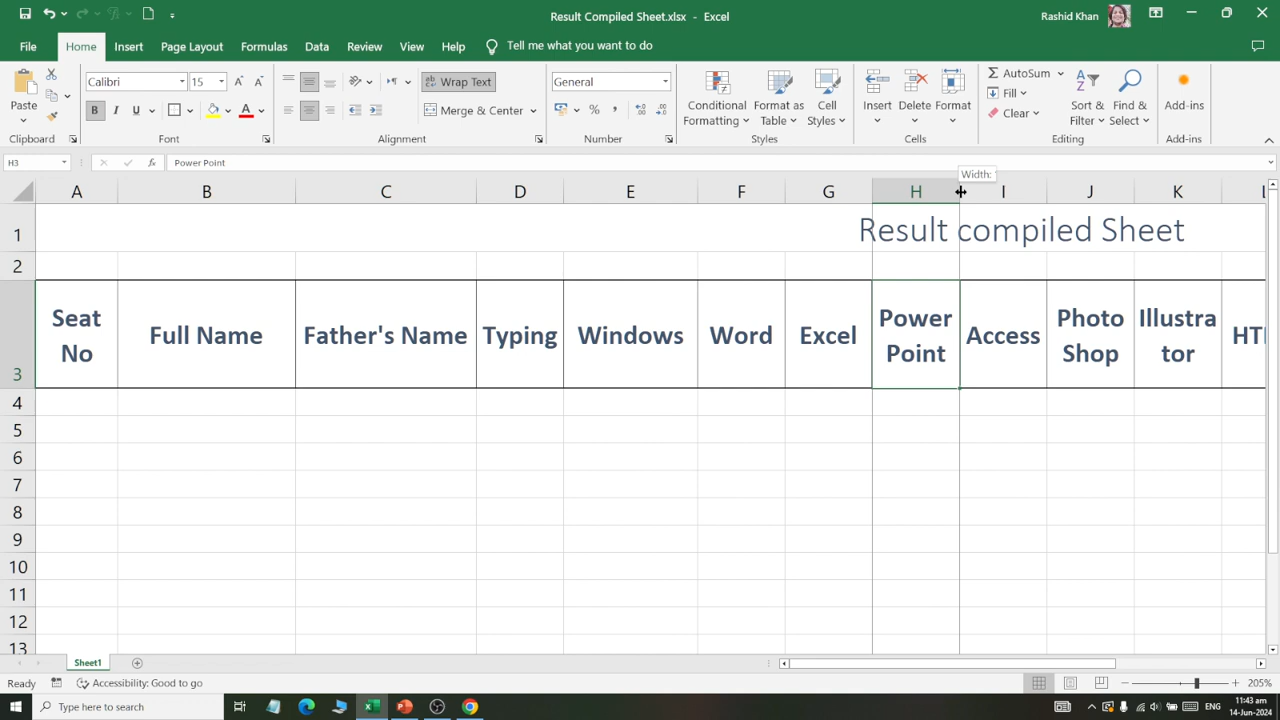 Result Compiled Sheet.xlsx - Excel
Rashid Khan
File Home Insert Page Layout Formulas Data Review View Help Tell me what you want to do
Calibri 15 Wrap Text General AutoSum
Paste Conditional Format as Cell Insert Delete Format Fill Sort & Find & Add-ins
B I U A Merge & Center % Formatting Table Styles Clear Filter Select
Clipboard Font Alignment Number Styles Cells Editing Add-ins
H3 fx Power Point
Width:
A B C D E F G H I J K L
1 Result compiled Sheet
2
3 Seat No Full Name Father's Name Typing Windows Word Excel Power Point Access Photo Shop Illustra tor
4
5
6
7
8
9
10
11
12
13
Sheet1
Ready Accessibility: Good to go 205%
Type here to search ENG 11:43 am
14-Jun-2024